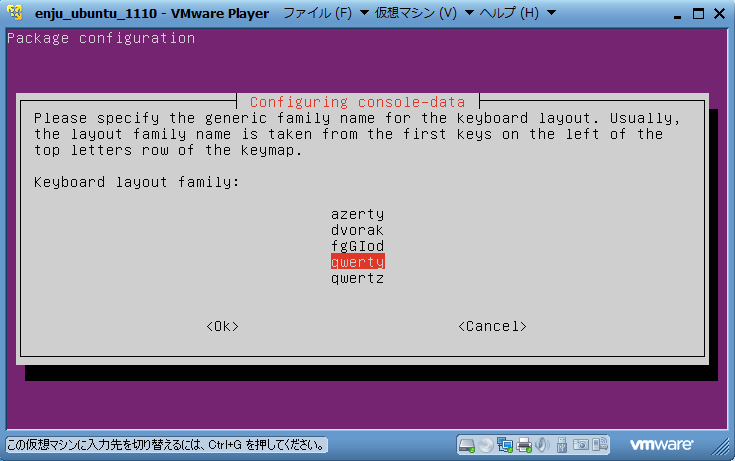 enju_ubuntu_1110 - VMware Player ファイル (F) 仮想マシン (V) ヘルプ (H)
Package configuration
Configuring console-data
Please specify the generic family name for the keyboard layout. Usually,
the layout family name is taken from the first keys on the left of the
top letters row of the keymap.
Keyboard layout family:
azerty
dvorak
fgGIod
qwerty
qwertz
<Ok> <Cancel>
この仮想マシンに入力先を切り替えるには、Ctrl+G を押してください。
vmware